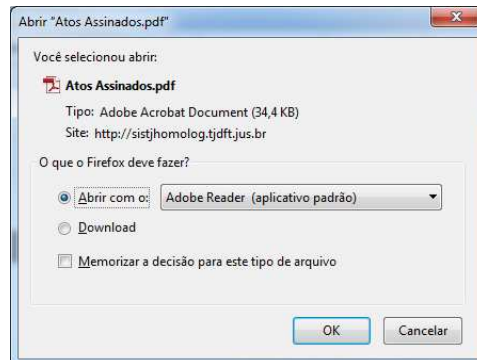 Abrir "Atos Assinados.pdf"
Você selecionou abrir:
Atos Assinados.pdf
Tipo: Adobe Acrobat Document (34,4 KB)
Site: http://sistjhomolog.tjdft.jus.br
O que o Firefox deve fazer?
Abrir com o: Adobe Reader (aplicativo padrão)
Download
Memorizar a decisão para este tipo de arquivo
OK Cancelar